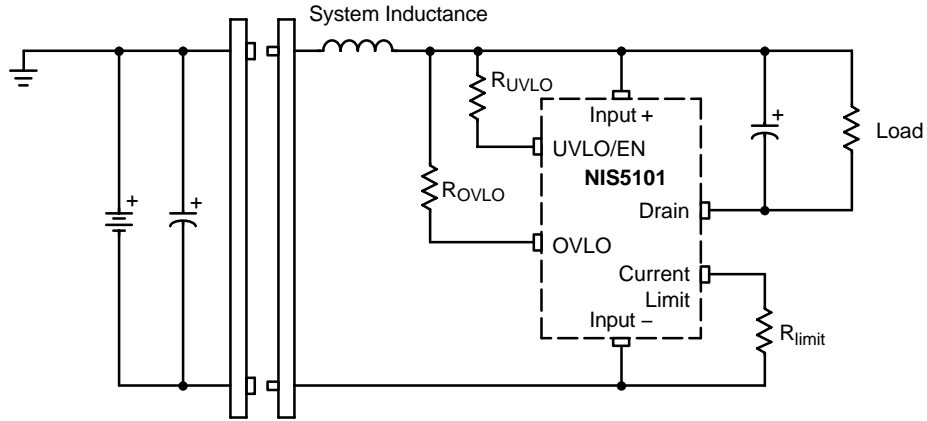 System Inductance
R_UVLO
Input +
UVLO/EN
NIS5101
R_OVLO
Drain
OVLO
Current
Limit
Input –
Load
R_limit
+
+
+